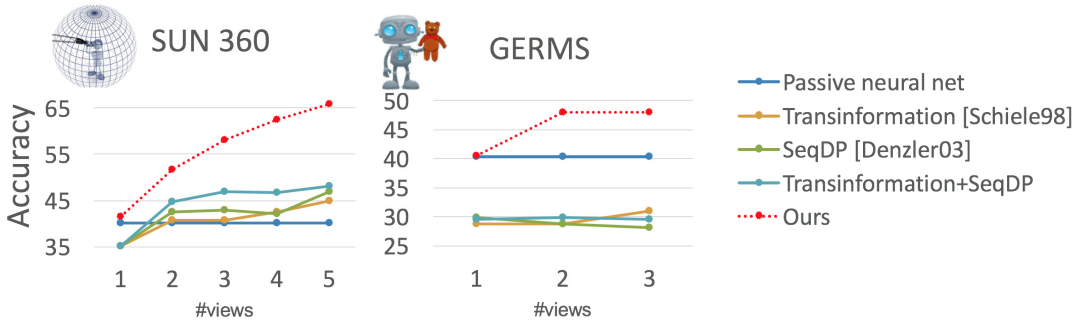 SUN 360
GERMS
Accuracy
65
55
45
35
1 2 3 4 5
#views
50
45
40
35
30
25
1 2 3
#views
Passive neural net
Transinformation [Schiele98]
SeqDP [Denzler03]
Transinformation+SeqDP
Ours